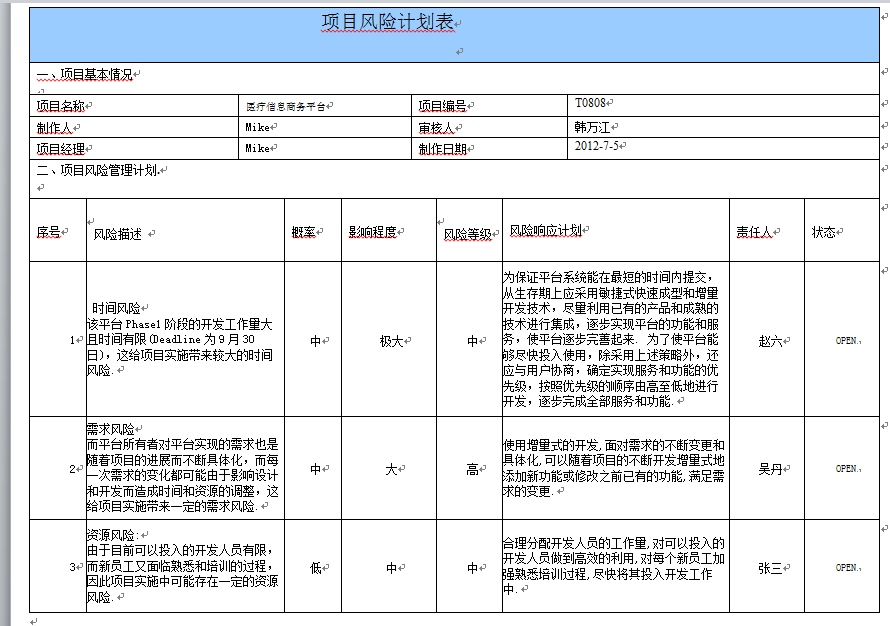 项目风险计划表
一、项目基本情况
项目名称 医疗信息商务平台 项目编号 T0808
制作人 Mike 审核人 韩万江
项目经理 Mike 制作日期 2012-7-5
二、项目风险管理计划.
序号 风险描述 概率 影响程度 风险等级 风险响应计划 责任人 状态
1
时间风险
该平台 Phase1 阶段的开发工作量大
且时间有限(Deadline 为 9 月 30
日), 这给项目实施带来较大的时间
风险.
中 极大 中
为保证平台系统能在最短的时间内提交,
从生存期上应采用敏捷式快速成型和增量
开发技术, 尽量利用已有的产品和成熟的
技术进行集成, 逐步实现平台的功能和服
务, 使平台逐步完善起来. 为了使平台能
够尽快投入使用, 除采用上述策略外, 还
应与用户协商, 确定实现服务和功能的优
先级, 按照优先级的顺序由高至低地进行
开发, 逐步完成全部服务和功能.
赵六 OPEN.
2
需求风险
而平台所有者对平台实现的需求也是
随着项目的进展而不断具体化, 而每
一次需求的变化都可能由于影响设计
和开发而造成时间和资源的调整, 这
给项目实施带来一定的需求风险.
中 大 高
使用增量式的开发, 面对需求的不断变更和
具体化, 可以随着项目的不断开发增量式地
添加新功能或修改之前已有的功能, 满足需
求的变更.
吴丹 OPEN.
3
资源风险:
由于目前可以投入的开发人员有限,
而新员工又面临熟悉和培训的过程,
因此项目实施中可能存在一定的资源
风险.
低 中 中
合理分配开发人员的工作量, 对可以投入的
开发人员做到高效的利用, 对每个新员工加
强熟悉培训过程, 尽快将其投入开发工作
中.
张三 OPEN.